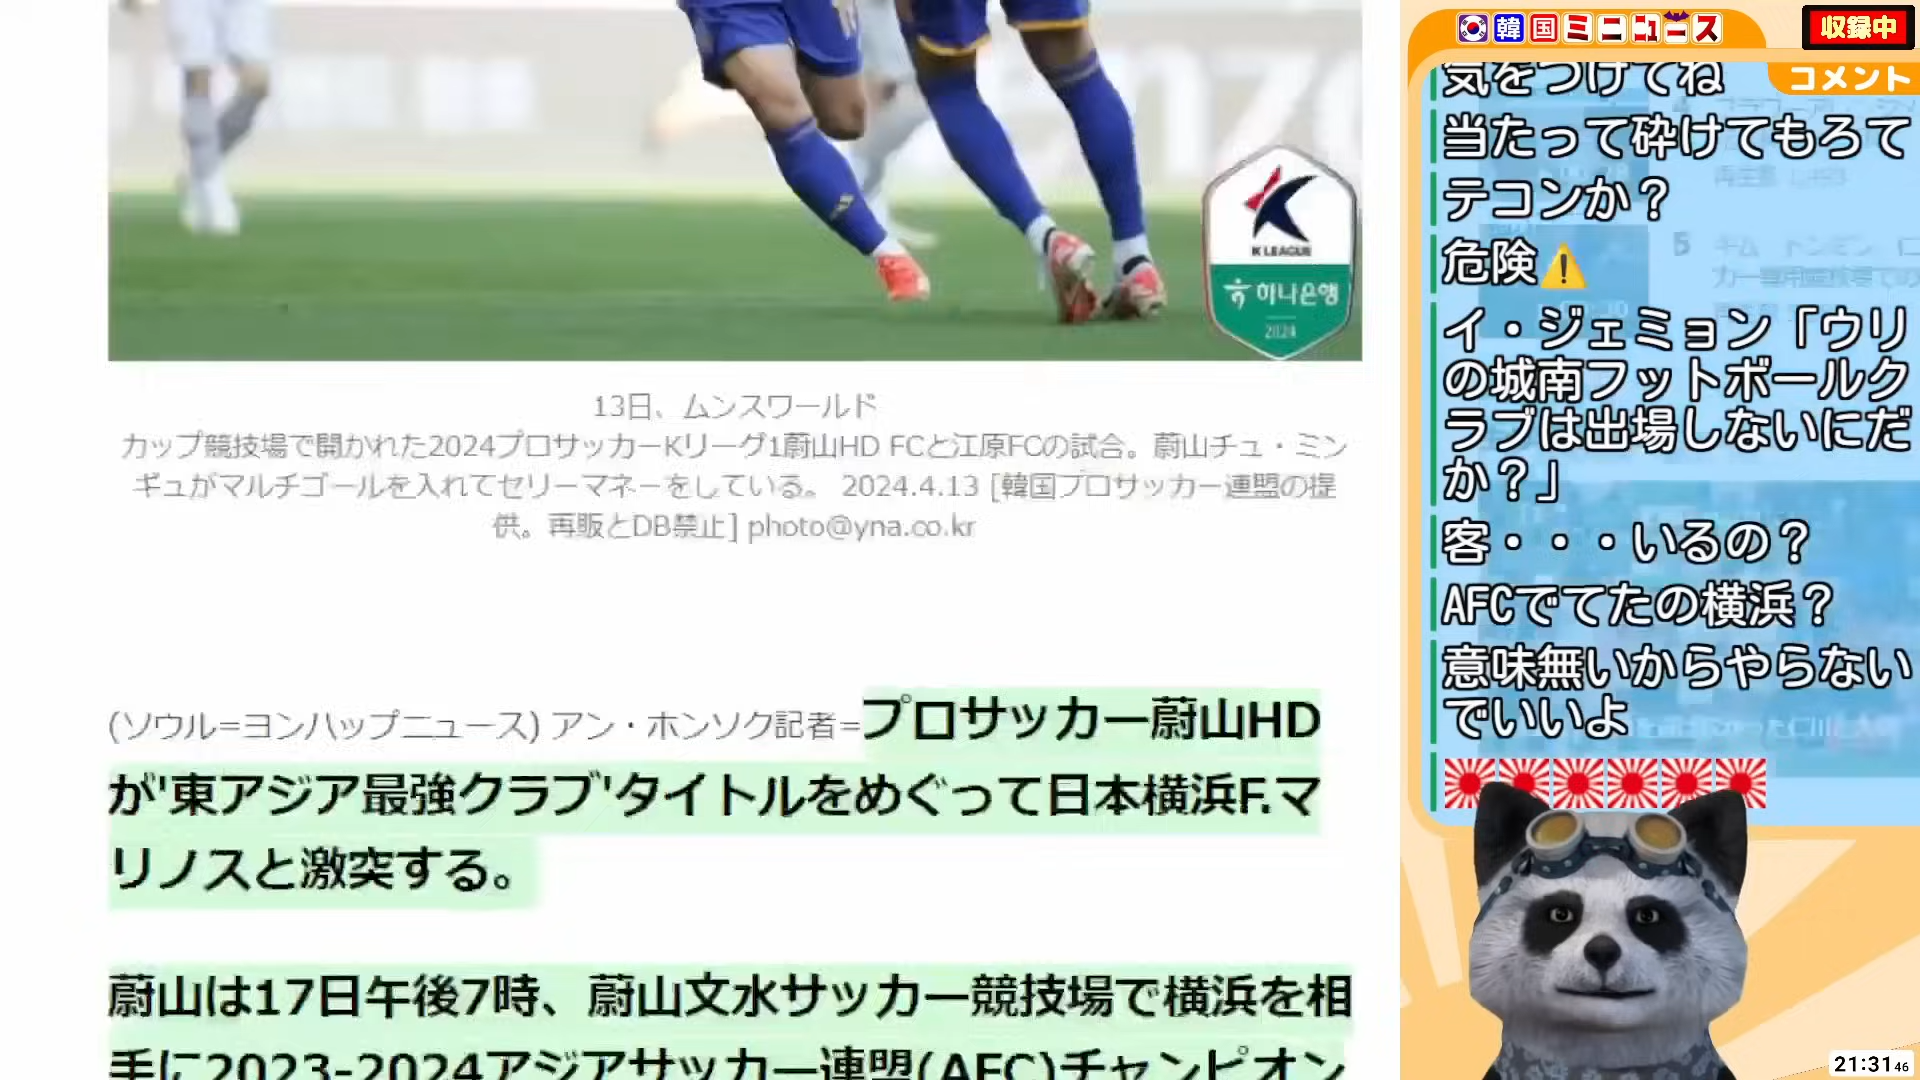 K LEAGUE
하나은행
2024
13日、ムンスワールド
カップ競技場で開かれた2024プロサッカーKリーグ1蔚山HD FCと江原FCの試合。蔚山チュ・ミン
ギュがマルチゴールを入れてセリーマネーをしている。 2024.4.13 [韓国プロサッカー連盟の提
供。再販とDB禁止] photo@yna.co.kr
(ソウル=ヨンハップニュース) アン・ホンソク記者=プロサッカー蔚山HD
が'東アジア最強クラブ'タイトルをめぐって日本横浜F.マ
リノスと激突する。
蔚山は17日午後7時、蔚山文水サッカー競技場で横浜を相
手に2023-2024アジアサッカー連盟(AFC)チャンピオン
韓国ミニニュース
収録中
コメント
気をつけてね
当たって砕けてもろて
テコンか？
危険⚠️
イ・ジェミョン「ウリ
の城南フットボールク
ラブは出場しないにだ
か？」
客・・・いるの？
AFCででてたの横浜？
意味無いからやらない
でいいよ
21:31 46